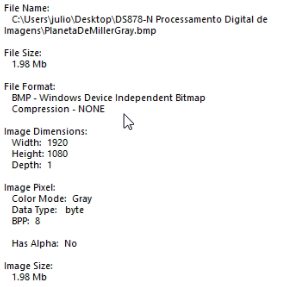 File Name:
C:\Users\julio\Desktop\DS878-N Processamento Digital de
Imagens\PlanetaDeMillerGray.bmp
File Size:
1.98 Mb
File Format:
BMP - Windows Device Independent Bitmap
Compression - NONE
Image Dimensions:
Width: 1920
Height: 1080
Depth: 1
Image Pixel:
Color Mode: Gray
Data Type: byte
BPP: 8
Has Alpha: No
Image Size:
1.98 Mb